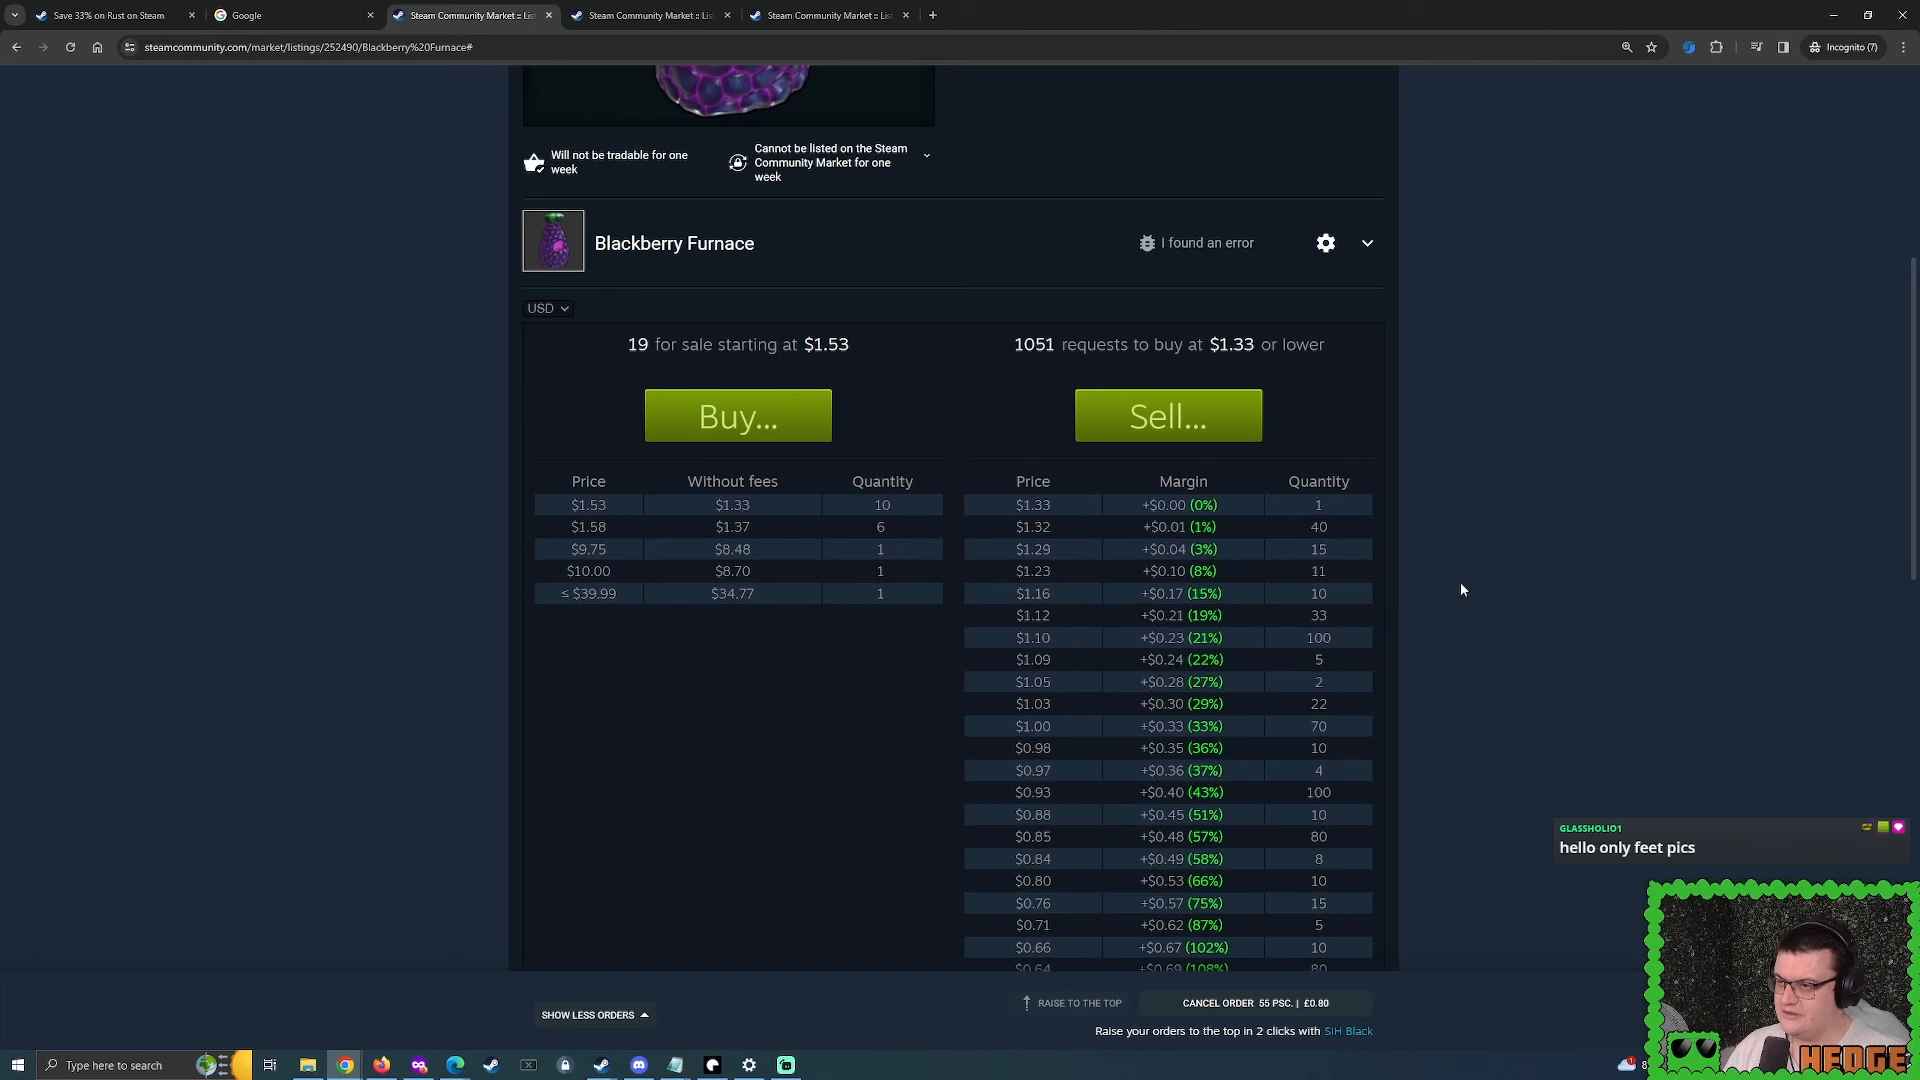 Save 33% on Rust on Steam
Google
Steam Community Market :: List
Steam Community Market :: List
Steam Community Market :: List
steamcommunity.com/market/listings/252490/Blackberry%20Furnace#
Incognito (7)
Will not be tradable for one week
Cannot be listed on the Steam Community Market for one week
Blackberry Furnace
I found an error
USD
19 for sale starting at $1.53
1051 requests to buy at $1.33 or lower
Buy...
Sell...
Price Without fees Quantity
$1.53 $1.33 10
$1.58 $1.37 6
$9.75 $8.48 1
$10.00 $8.70 1
≤ $39.99 $34.77 1
Price Margin Quantity
$1.33 +$0.00 (0%) 1
$1.32 +$0.01 (1%) 40
$1.29 +$0.04 (3%) 15
$1.23 +$0.10 (8%) 11
$1.16 +$0.17 (15%) 10
$1.12 +$0.21 (19%) 33
$1.10 +$0.23 (21%) 100
$1.09 +$0.24 (22%) 5
$1.05 +$0.28 (27%) 2
$1.03 +$0.30 (29%) 22
$1.00 +$0.33 (33%) 70
$0.98 +$0.35 (36%) 10
$0.97 +$0.36 (37%) 4
$0.93 +$0.40 (43%) 100
$0.88 +$0.45 (51%) 10
$0.85 +$0.48 (57%) 80
$0.84 +$0.49 (58%) 8
$0.80 +$0.53 (66%) 10
$0.76 +$0.57 (75%) 15
$0.71 +$0.62 (87%) 5
$0.66 +$0.67 (102%) 10
$0.64 +$0.69 (108%) 80
GLASSHOLIO1
hello only feet pics
SHOW LESS ORDERS
RAISE TO THE TOP
CANCEL ORDER 55 PSC. | £0.80
Raise your orders to the top in 2 clicks with SIH Black
HEDGE
Type here to search